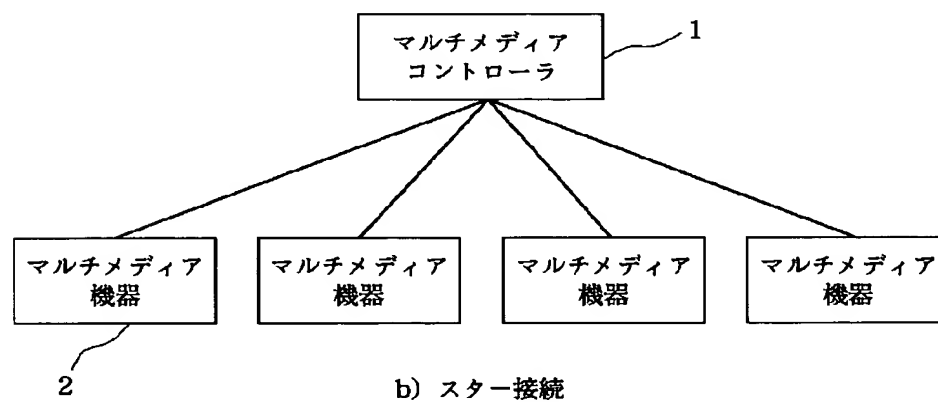 マルチメディア
コントローラ
1
マルチメディア
機器
マルチメディア
機器
マルチメディア
機器
マルチメディア
機器
2
b) スター接続